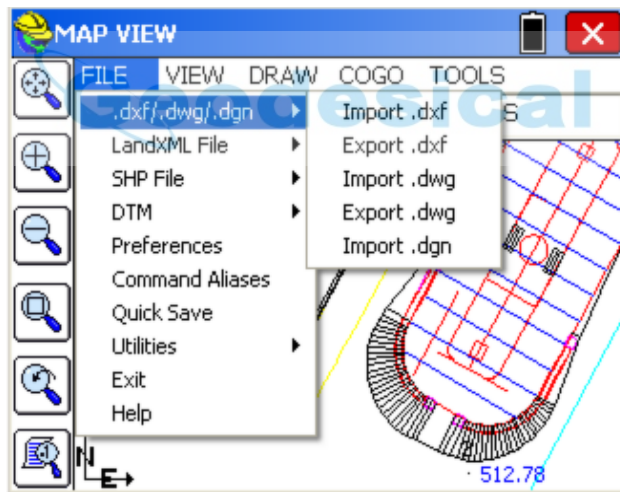 MAP VIEW
FILE VIEW DRAW COGO TOOLS
Geodesical
.dxf/.dwg/.dgn
LandXML File
SHP File
DTM
Preferences
Command Aliases
Quick Save
Utilities
Exit
Help
Import .dxf
Export .dxf
Import .dwg
Export .dwg
Import .dgn
S
N
E
512.78